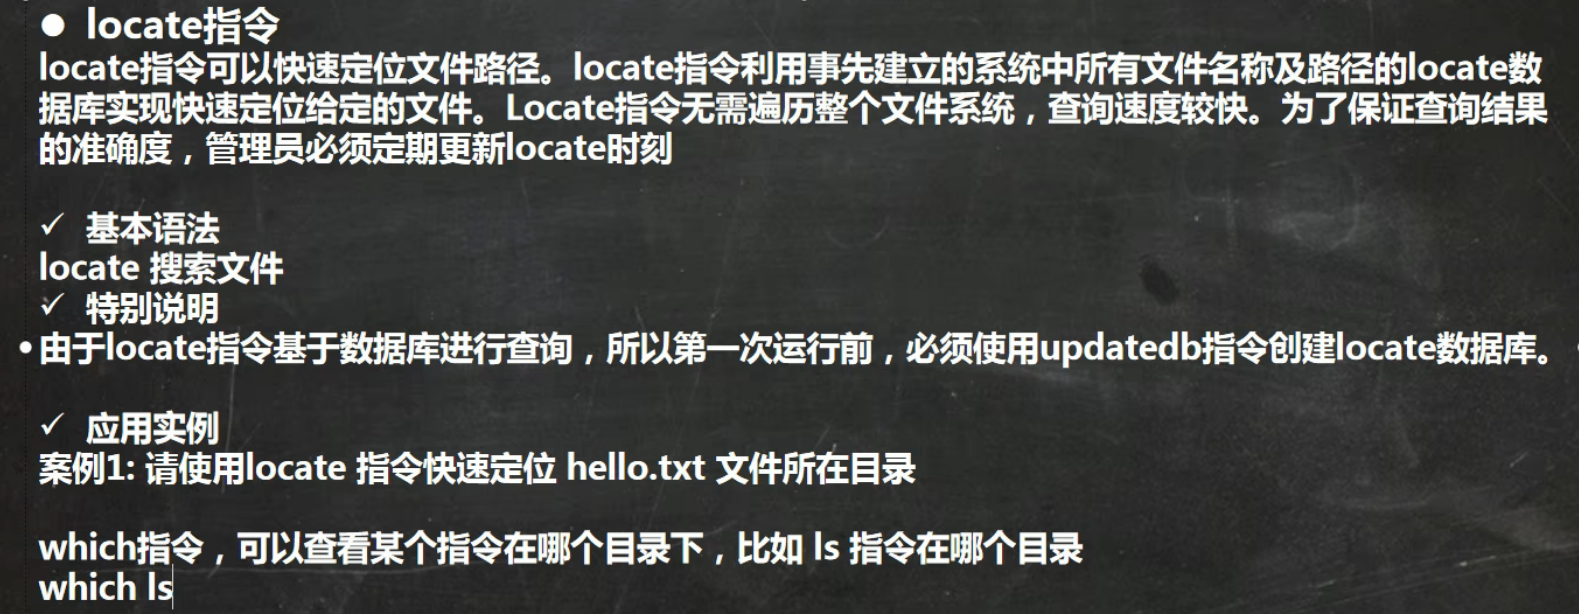 ● locate指令
locate指令可以快速定位文件路径。locate指令利用事先建立的系统中所有文件名称及路径的locate数
据库实现快速定位给定的文件。Locate指令无需遍历整个文件系统，查询速度较快。为了保证查询结果
的准确度，管理员必须定期更新locate时刻
✓ 基本语法
locate 搜索文件
✓ 特别说明
•由于locate指令基于数据库进行查询，所以第一次运行前，必须使用updatedb指令创建locate数据库。
✓ 应用实例
案例1: 请使用locate 指令快速定位 hello.txt 文件所在目录
which指令，可以查看某个指令在哪个目录下，比如 ls 指令在哪个目录
which ls